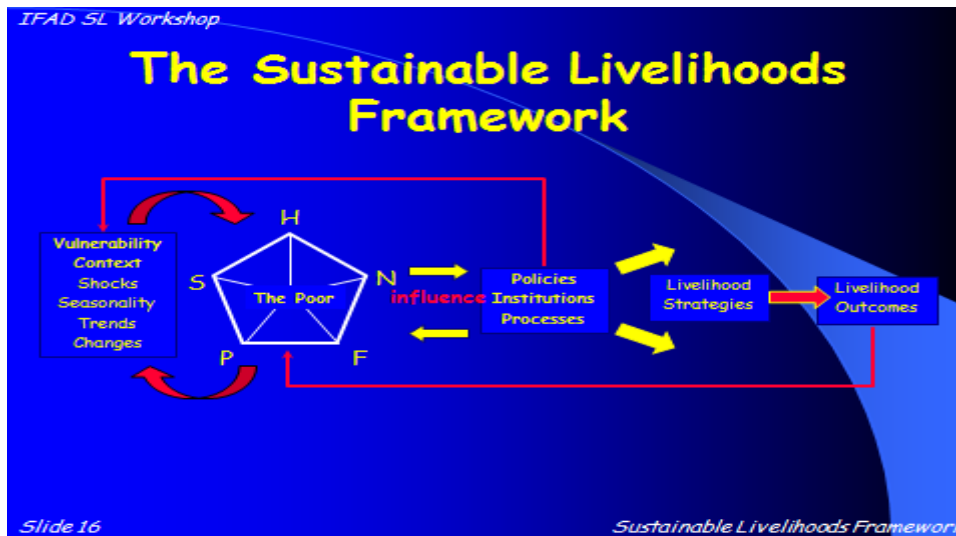 IFAD SL Workshop
The Sustainable Livelihoods
Framework
Vulnerability
Context
Shocks
Seasonality
Trends
Changes
H
S
N
The Poor
P
F
influence
Policies
Institutions
Processes
Livelihood
Strategies
Livelihood
Outcomes
Slide 16
Sustainable Livelihoods Framework